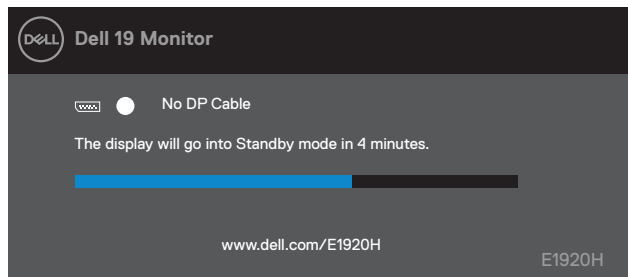 DELL Dell 19 Monitor
No DP Cable
The display will go into Standby mode in 4 minutes.
www.dell.com/E1920H
E1920H